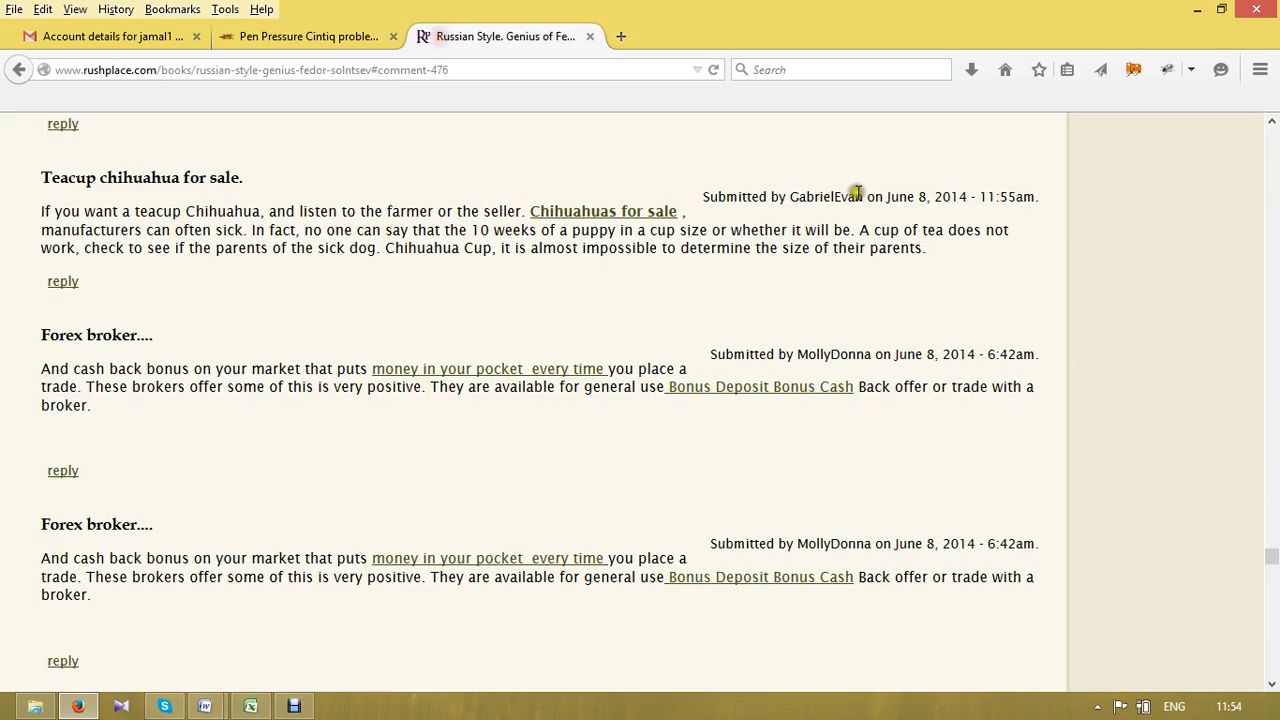 File Edit View History Bookmarks Tools Help
Account details for jamal1 ... × Pen Pressure Cintiq proble... × RP Russian Style. Genius of Fe... × +
www.rushplace.com/books/russian-style-genius-fedor-solntsev#comment-476 Search
reply
Teacup chihuahua for sale.
Submitted by GabrielEvan on June 8, 2014 - 11:55am.
If you want a teacup Chihuahua, and listen to the farmer or the seller. Chihuahuas for sale ,
manufacturers can often sick. In fact, no one can say that the 10 weeks of a puppy in a cup size or whether it will be. A cup of tea does not
work, check to see if the parents of the sick dog. Chihuahua Cup, it is almost impossible to determine the size of their parents.
reply
Forex broker....
Submitted by MollyDonna on June 8, 2014 - 6:42am.
And cash back bonus on your market that puts money in your pocket every time you place a
trade. These brokers offer some of this is very positive. They are available for general use Bonus Deposit Bonus Cash Back offer or trade with a
broker.
reply
Forex broker....
Submitted by MollyDonna on June 8, 2014 - 6:42am.
And cash back bonus on your market that puts money in your pocket every time you place a
trade. These brokers offer some of this is very positive. They are available for general use Bonus Deposit Bonus Cash Back offer or trade with a
broker.
reply
ENG 11:54